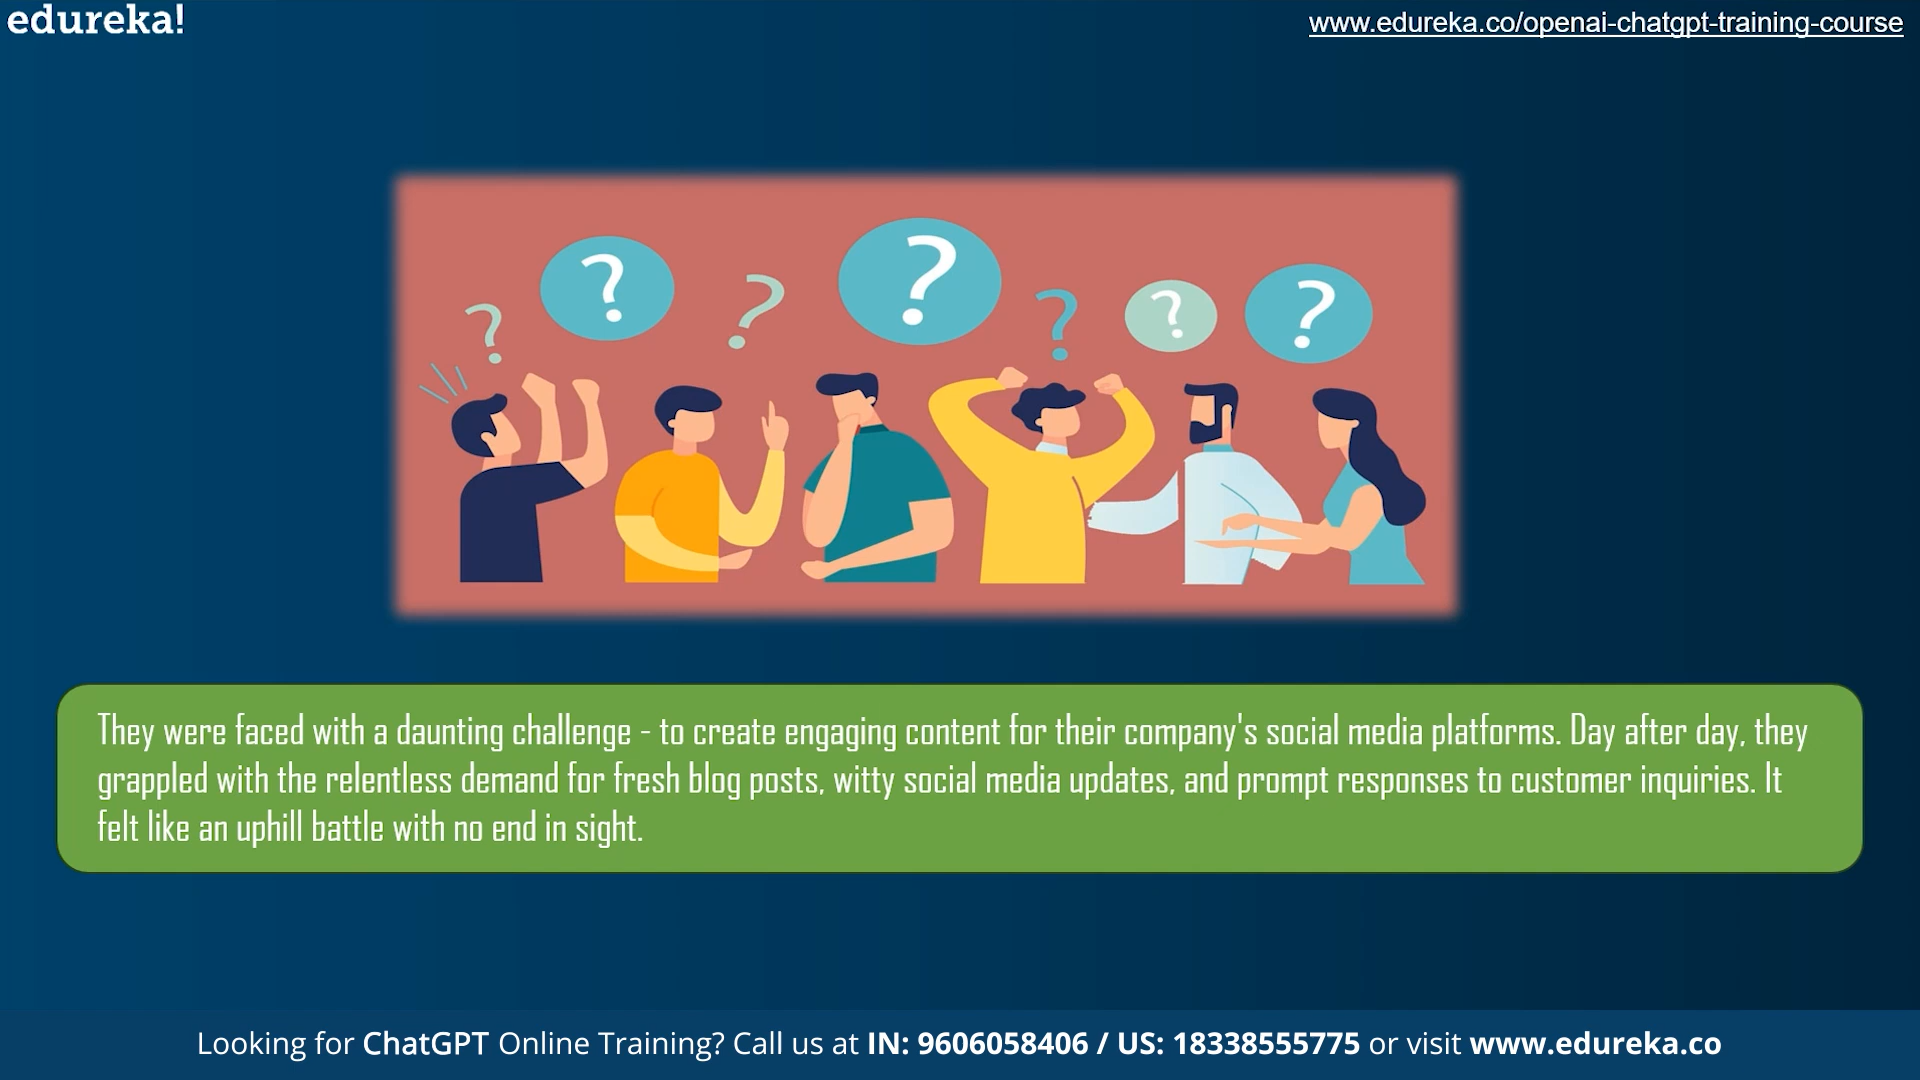 edureka!
www.edureka.co/openai-chatgpt-training-course
? ? ? ? ? ? ?
They were faced with a daunting challenge - to create engaging content for their company's social media platforms. Day after day, they
grappled with the relentless demand for fresh blog posts, witty social media updates, and prompt responses to customer inquiries. It
felt like an uphill battle with no end in sight.
Looking for ChatGPT Online Training? Call us at IN: 9606058406 / US: 18338555775 or visit www.edureka.co